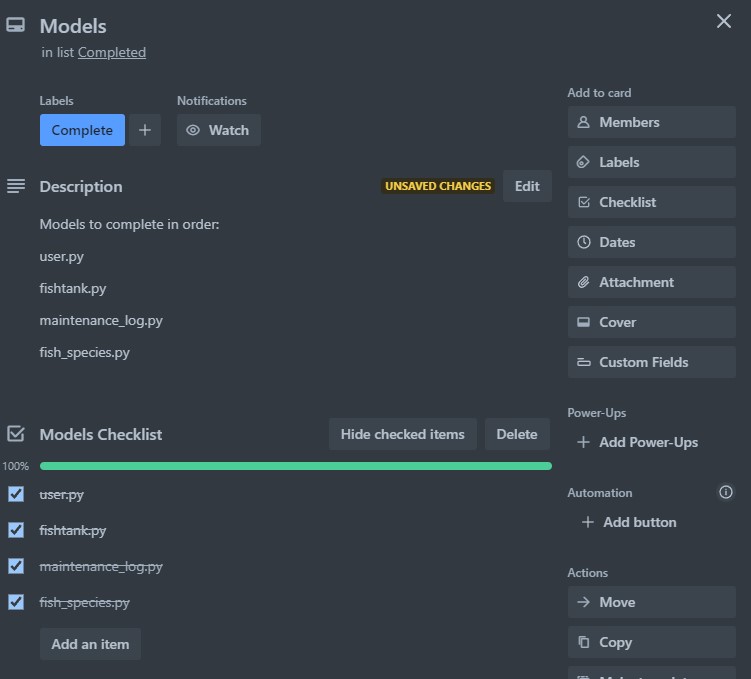 Models
in list Completed
Labels
Complete
Notifications
Watch
Description
UNSAVED CHANGES
Edit
Models to complete in order:
user.py
fishtank.py
maintenance_log.py
fish_species.py
Models Checklist
Hide checked items
Delete
100%
user.py
fishtank.py
maintenance_log.py
fish_species.py
Add an item
Add to card
Members
Labels
Checklist
Dates
Attachment
Cover
Custom Fields
Power-Ups
Add Power-Ups
Automation
Add button
Actions
Move
Copy